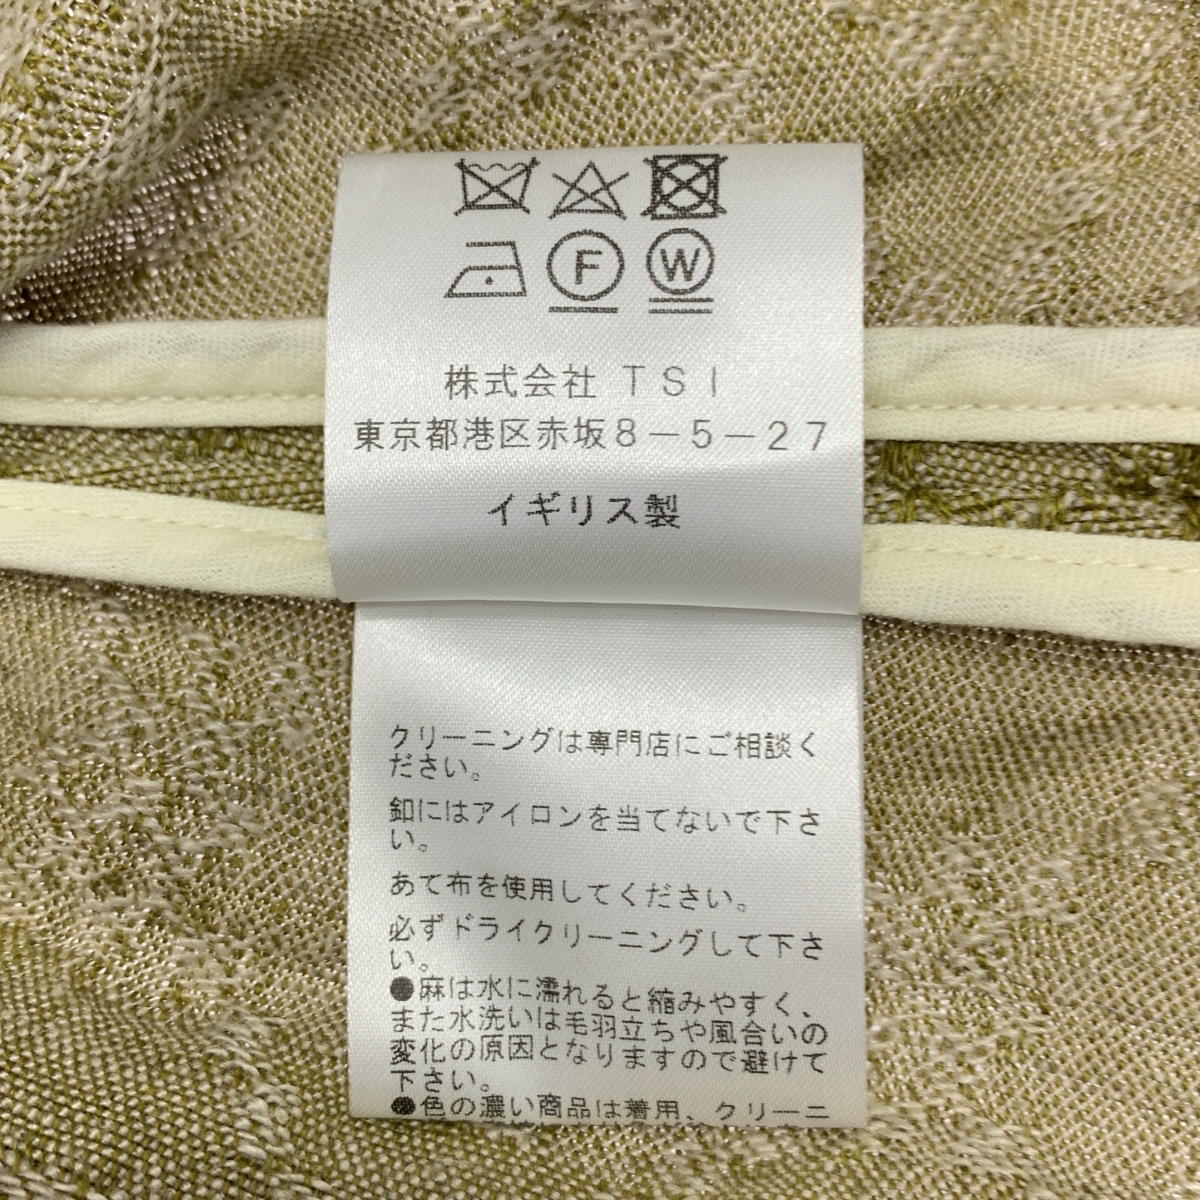 F W
株式会社 TSI
東京都港区赤坂8-5-27
イギリス製
クリーニングは専門店にご相談く
ださい。
釦にはアイロンを当てないで下さ
い。
あて布を使用してください。
必ずドライクリーニングして下さ
い。
●麻は水に濡れると縮みやすく、
また水洗いは毛羽立ちや風合いの
変化の原因となりますので避けて
下さい。
●色の濃い商品は着用、クリーニ